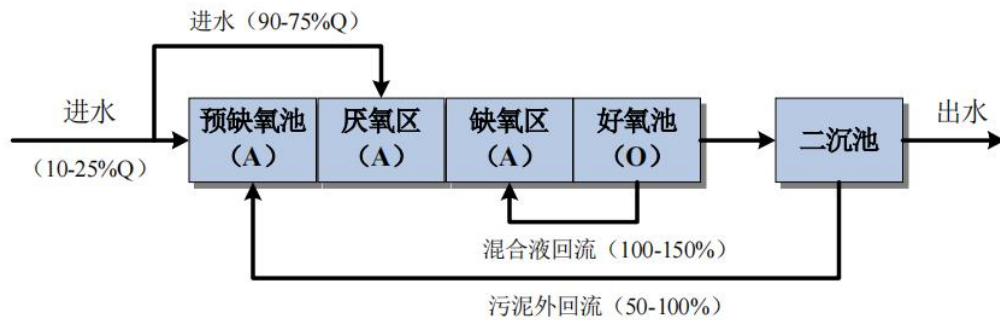 进水（90-75%Q）
进水
（10-25%Q）
预缺氧池
（A）
厌氧区
（A）
缺氧区
（A）
好氧池
（O）
二沉池
出水
混合液回流（100-150%）
污泥外回流（50-100%）